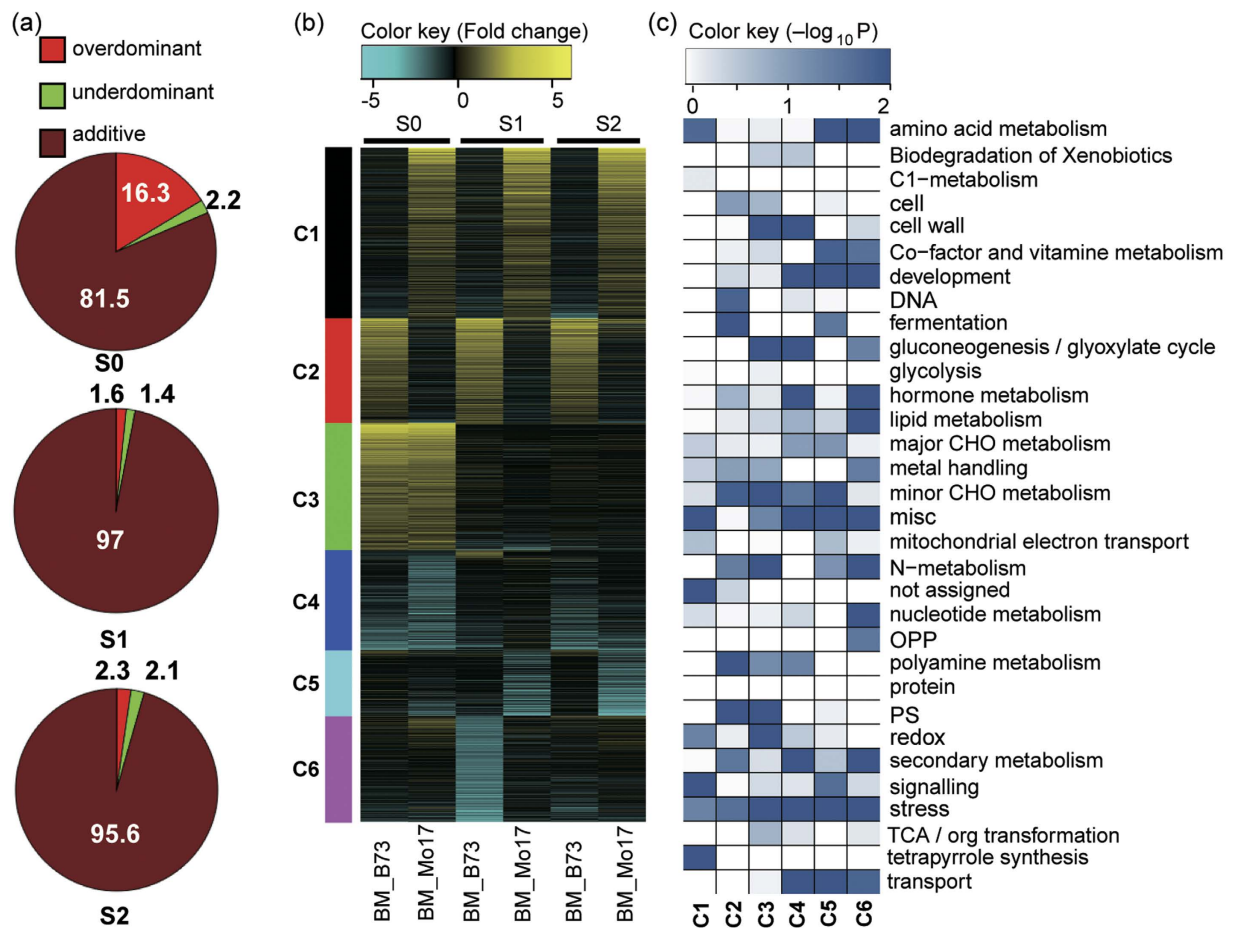 (a)
overdominant
underdominant
additive
16.3
2.2
81.5
S0
1.6
1.4
97
S1
2.3
2.1
95.6
S2
(b)
Color key (Fold change)
-5
0
5
S0
S1
S2
C1
C2
C3
C4
C5
C6
BM_B73
BM_Mo17
BM_B73
BM_Mo17
BM_B73
BM_Mo17
(c)
Color key (−log10P)
0
1
2
amino acid metabolism
Biodegradation of Xenobiotics
C1−metabolism
cell
cell wall
Co−factor and vitamine metabolism
development
DNA
fermentation
gluconeogenesis / glyoxylate cycle
glycolysis
hormone metabolism
lipid metabolism
major CHO metabolism
metal handling
minor CHO metabolism
misc
mitochondrial electron transport
N−metabolism
not assigned
nucleotide metabolism
OPP
polyamine metabolism
protein
PS
redox
secondary metabolism
signalling
stress
TCA / org transformation
tetrapyrrole synthesis
transport
C1
C2
C3
C4
C5
C6